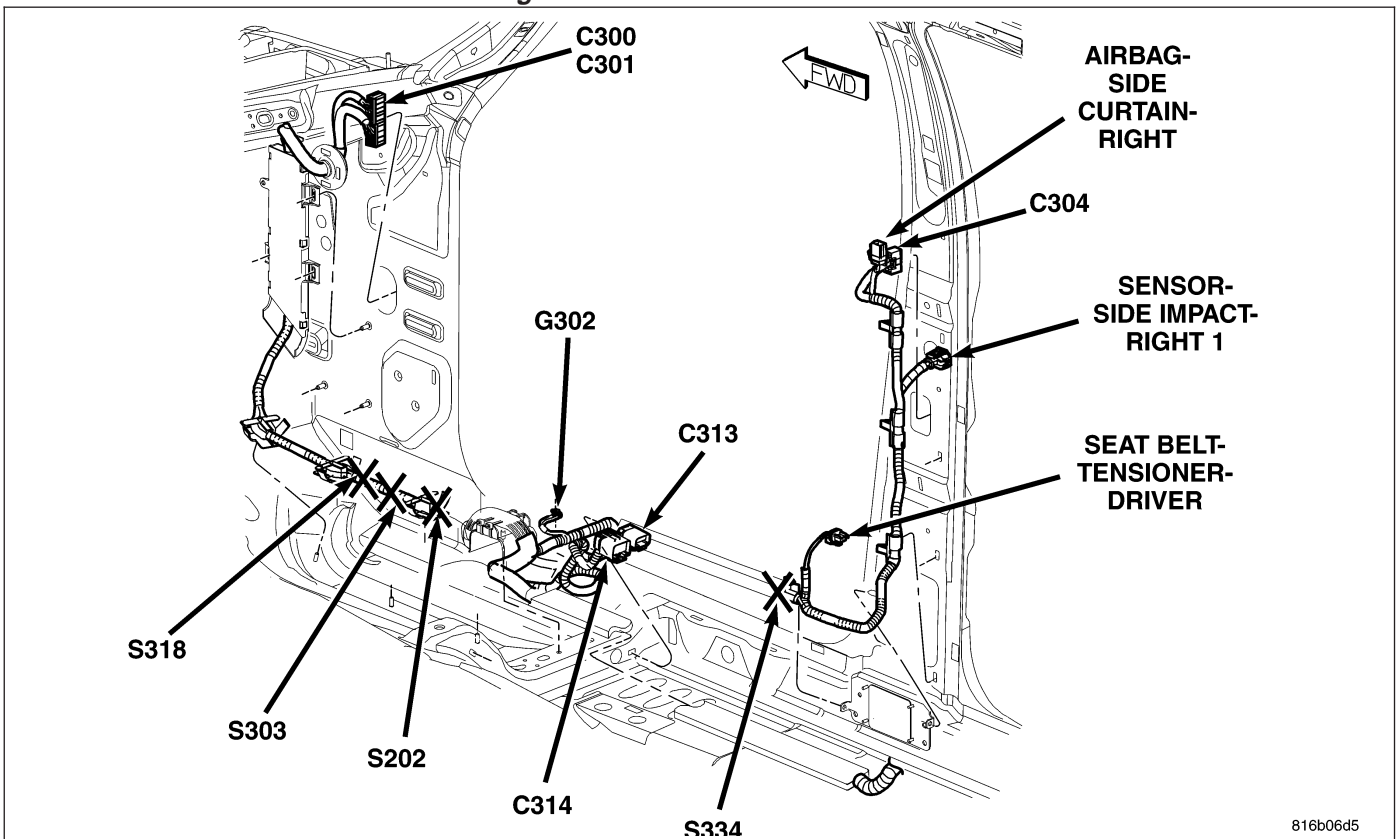 C300
C301
FWD
AIRBAG-
SIDE
CURTAIN-
RIGHT
C304
SENSOR-
SIDE IMPACT-
RIGHT 1
G302
C313
SEAT BELT-
TENSIONER-
DRIVER
S318
S303
S202
C314
S334
816b06d5